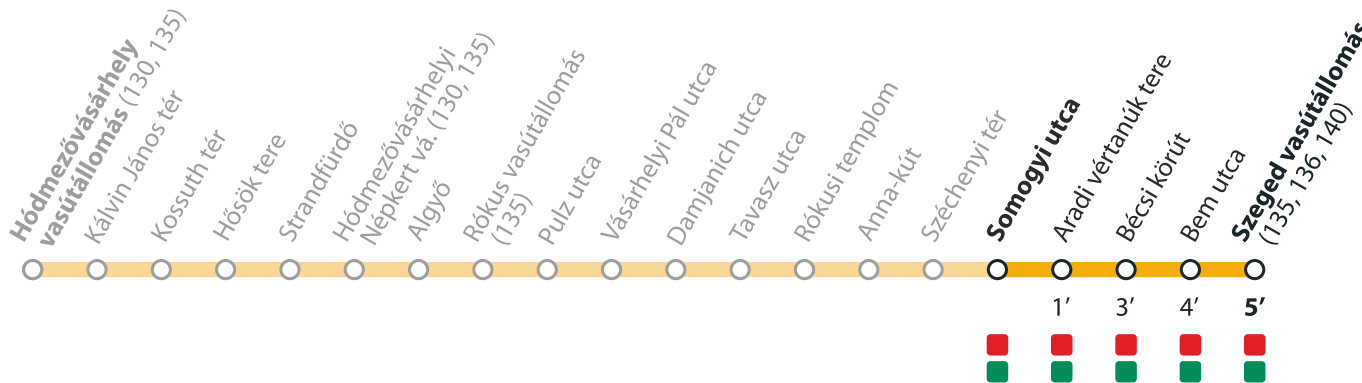 Hódmezővásárhely
vasútállomás (130, 135)
Kálvin János tér
Kossuth tér
Hősök tere
Strandfürdő
Hódmezővásárhelyi
Népkert vá. (130, 135)
Algyő
Rókus vasútállomás
(135)
Pulz utca
Vásárhelyi Pál utca
Damjanich utca
Tavasz utca
Rókusi templom
Anna-kút
Széchenyi tér
Somogyi utca
Aradi vértanúk tere
Bécsi körút
Bem utca
Szeged vasútállomás
(135, 136, 140)
1’ 3’ 4’ 5’